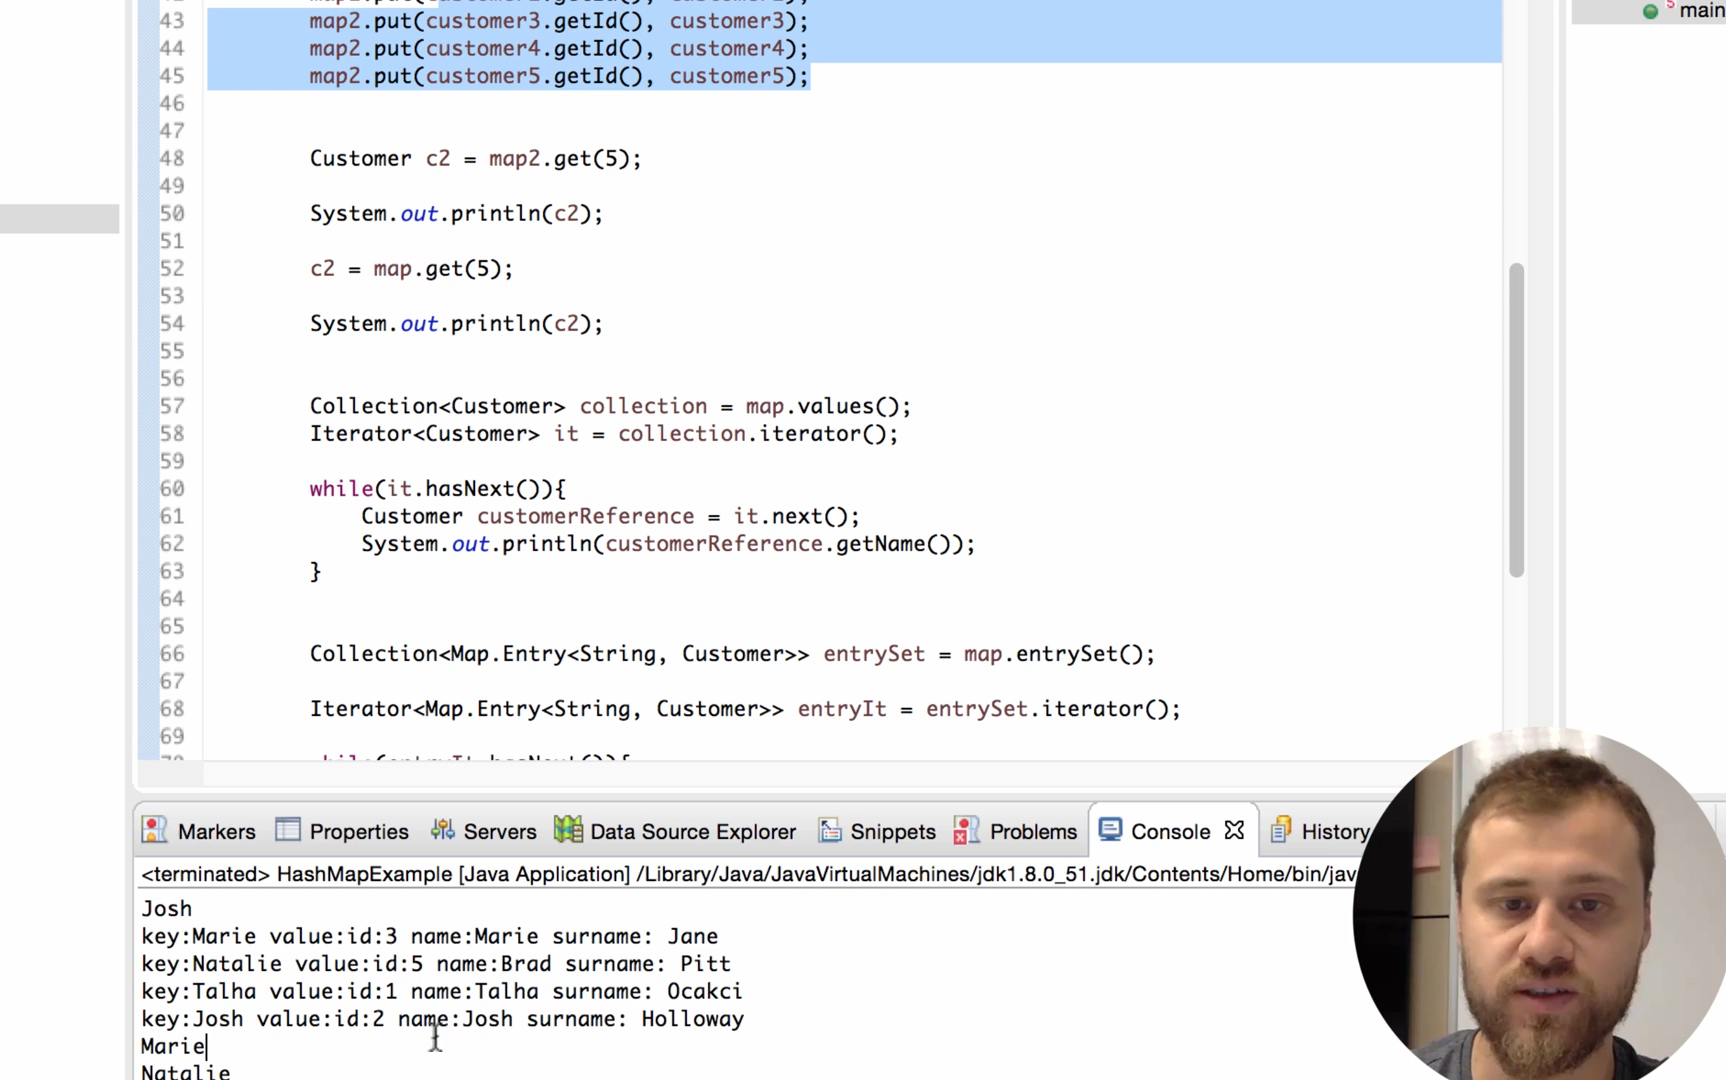 main
43 map2.put(customer3.getId(), customer3);
44 map2.put(customer4.getId(), customer4);
45 map2.put(customer5.getId(), customer5);
46
47
48 Customer c2 = map2.get(5);
49
50 System.out.println(c2);
51
52 c2 = map.get(5);
53
54 System.out.println(c2);
55
56
57 Collection<Customer> collection = map.values();
58 Iterator<Customer> it = collection.iterator();
59
60 while(it.hasNext()){
61 Customer customerReference = it.next();
62 System.out.println(customerReference.getName());
63 }
64
65
66 Collection<Map.Entry<String, Customer>> entrySet = map.entrySet();
67
68 Iterator<Map.Entry<String, Customer>> entryIt = entrySet.iterator();
69
Markers Properties Servers Data Source Explorer Snippets Problems Console History
<terminated> HashMapExample [Java Application] /Library/Java/JavaVirtualMachines/jdk1.8.0_51.jdk/Contents/Home/bin/jav
Josh
key:Marie value:id:3 name:Marie surname: Jane
key:Natalie value:id:5 name:Brad surname: Pitt
key:Talha value:id:1 name:Talha surname: Ocakci
key:Josh value:id:2 name:Josh surname: Holloway
Marie
Natalie